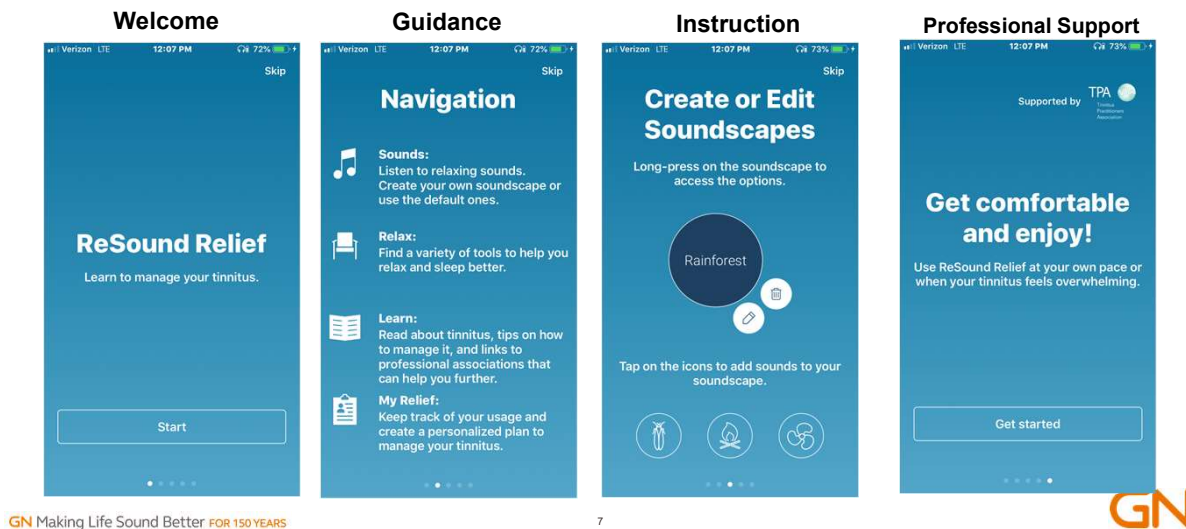 Welcome
Verizon LTE 12:07 PM 72%
Skip
ReSound Relief
Learn to manage your tinnitus.
Start
Guidance
Verizon LTE 12:07 PM 72%
Skip
Navigation
Sounds:
Listen to relaxing sounds.
Create your own soundscape or
use the default ones.
Relax:
Find a variety of tools to help you
relax and sleep better.
Learn:
Read about tinnitus, tips on how
to manage it, and links to
professional associations that
can help you further.
My Relief:
Keep track of your usage and
create a personalized plan to
manage your tinnitus.
Instruction
Verizon LTE 12:07 PM 73%
Skip
Create or Edit
Soundscapes
Long-press on the soundscape to
access the options.
Rainforest
Tap on the icons to add sounds to your
soundscape.
Professional Support
Verizon LTE 12:07 PM 73%
Supported by
TPA
Tinnitus
Practitioners
Association
Get comfortable
and enjoy!
Use ReSound Relief at your own pace or
when your tinnitus feels overwhelming.
Get started
GN Making Life Sound Better FOR 150 YEARS
7
GN